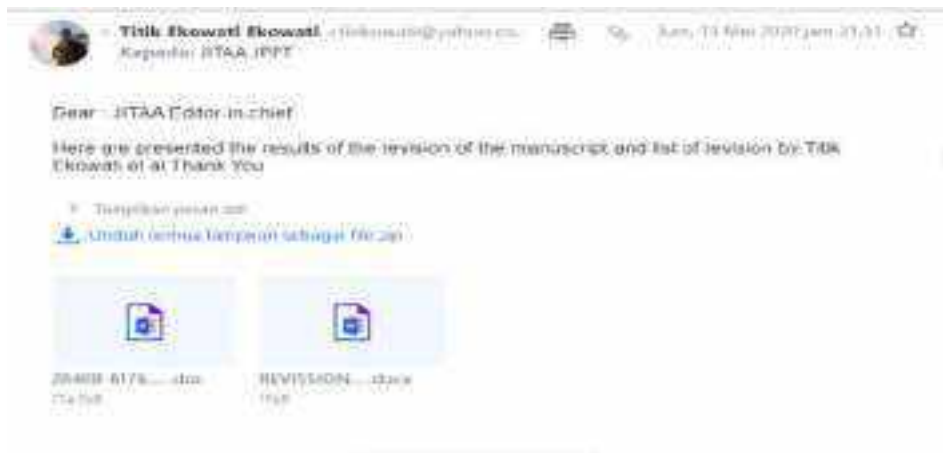 Titik Ekowati Ekowati
Kepada: JITAA JPPT
Dear : JITAA Editor in chief
Here are presented the results of the revision of the manuscript and list of revision by Titik
Ekowati et al Thank You
Tampilkan pesan asli
Unduh semua lampiran sebagai file zip
REVISSION... .docx